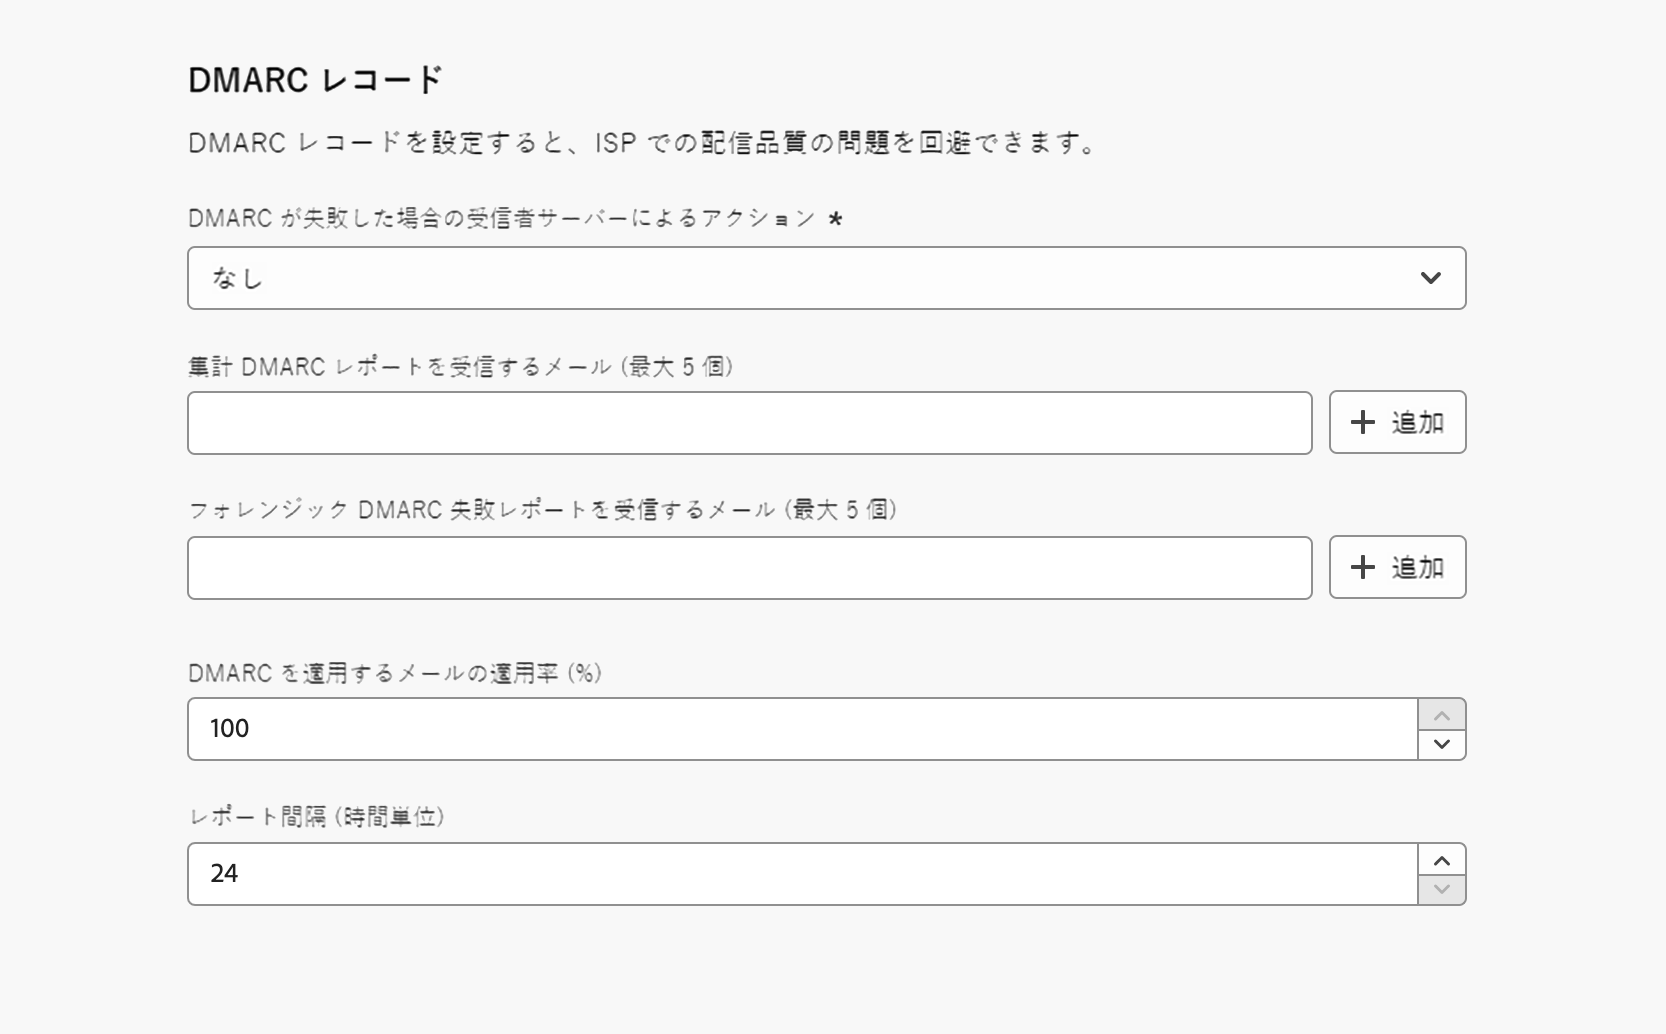 DMARC レコード
DMARC レコードを設定すると、ISP での配信品質の問題を回避できます。
DMARC が失敗した場合の受信者サーバーによるアクション *
なし
集計 DMARC レポートを受信するメール (最大 5 個)
追加
フォレンジック DMARC 失敗レポートを受信するメール (最大 5 個)
追加
DMARC を適用するメールの適用率 (%)
100
レポート間隔 (時間単位)
24